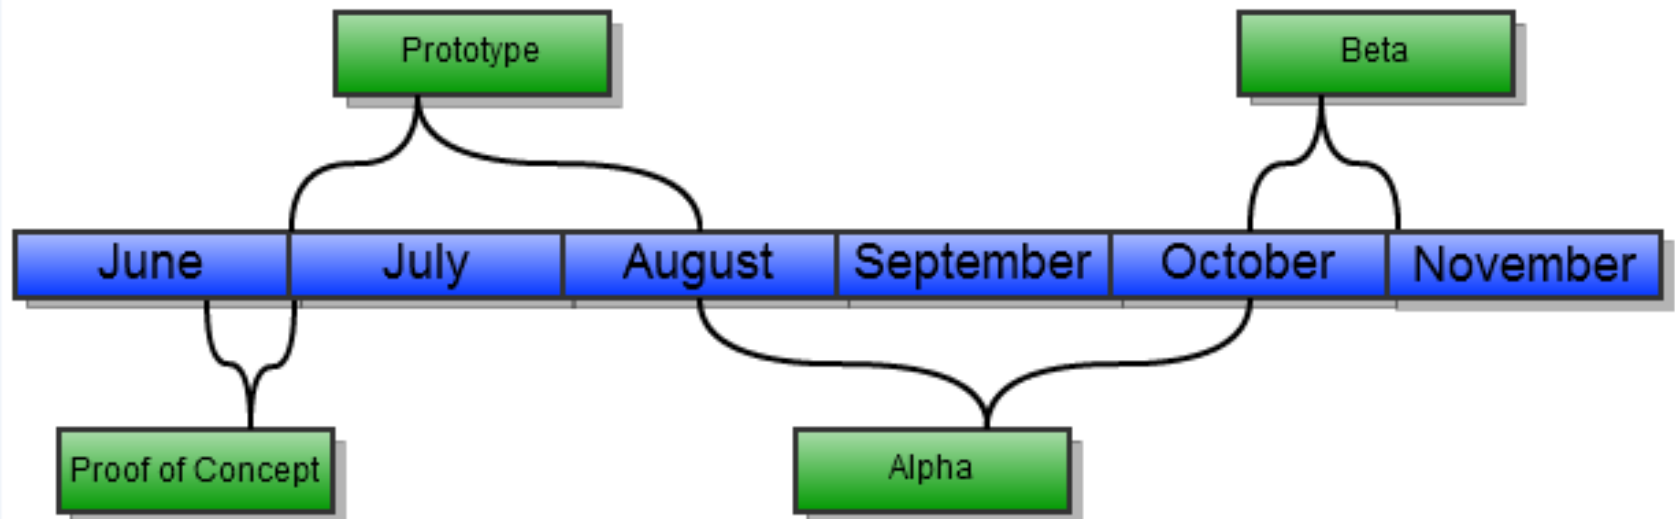 Prototype
Beta
June
July
August
September
October
November
Proof of Concept
Alpha